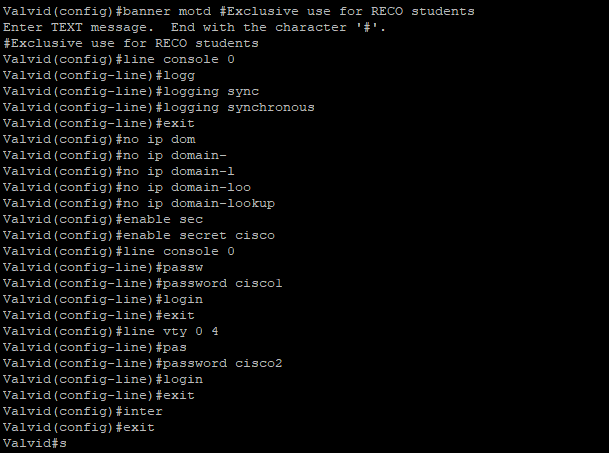 Valvid(config)#banner motd #Exclusive use for RECO students
Enter TEXT message.  End with the character '#'.
#Exclusive use for RECO students
Valvid(config)#line console 0
Valvid(config-line)#logg
Valvid(config-line)#logging sync
Valvid(config-line)#logging synchronous
Valvid(config-line)#exit
Valvid(config)#no ip dom
Valvid(config)#no ip domain-
Valvid(config)#no ip domain-l
Valvid(config)#no ip domain-loo
Valvid(config)#no ip domain-lookup
Valvid(config)#enable sec
Valvid(config)#enable secret cisco
Valvid(config)#line console 0
Valvid(config-line)#passw
Valvid(config-line)#password cisco1
Valvid(config-line)#login
Valvid(config-line)#exit
Valvid(config)#line vty 0 4
Valvid(config-line)#pas
Valvid(config-line)#password cisco2
Valvid(config-line)#login
Valvid(config-line)#exit
Valvid(config)#inter
Valvid(config)#exit
Valvid#s